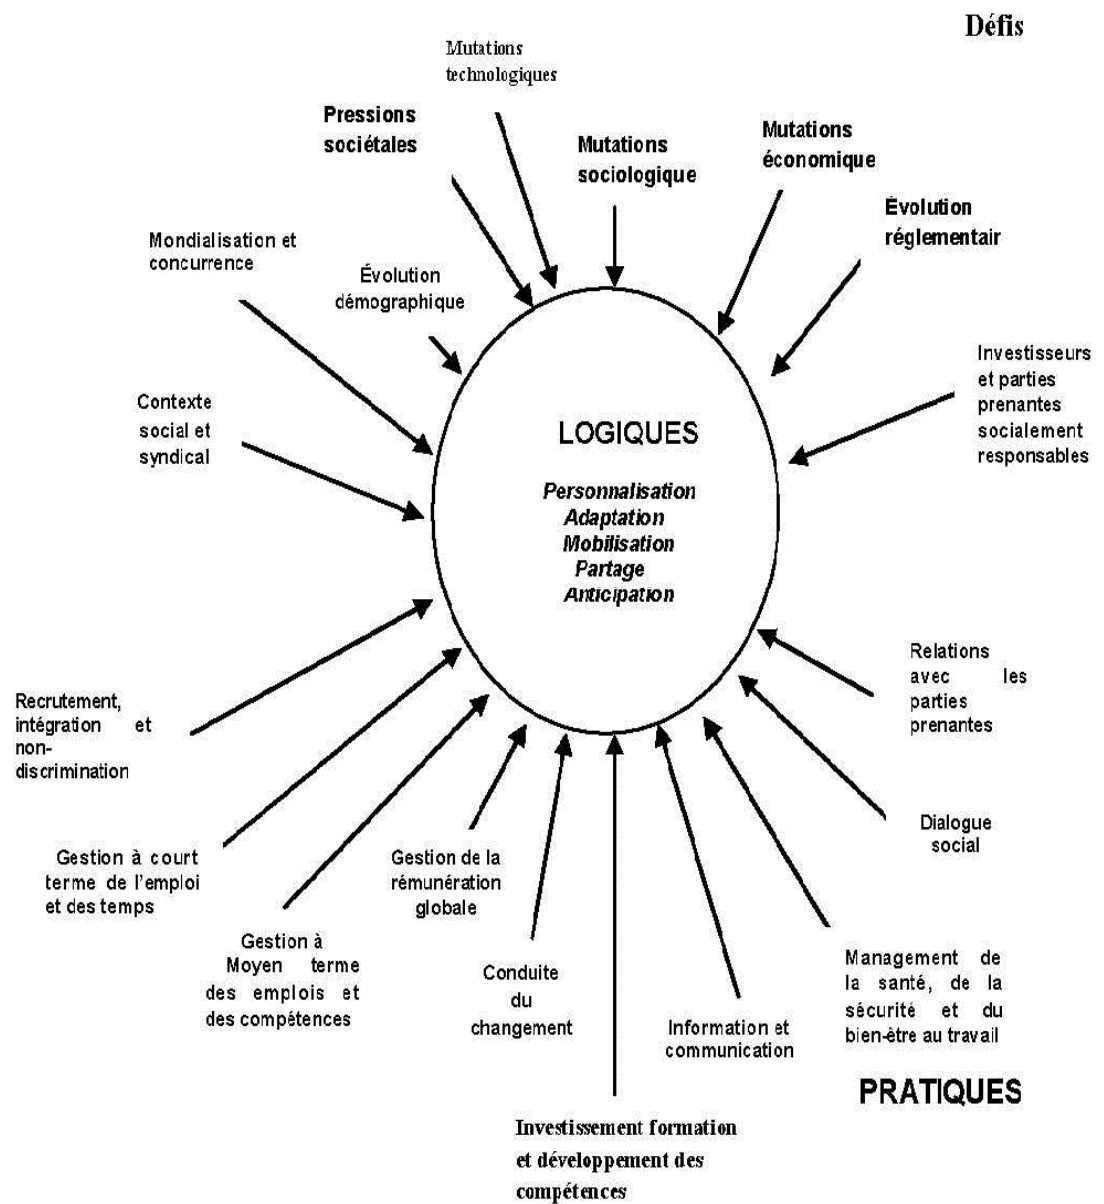 Défis
Mutations
technologiques
Pressions
sociétales
Mutations
sociologique
Mutations
économique
Évolution
réglementair
Mondialisation et
concurrence
Évolution
démographique
Investisseurs
et parties
prenantes
socialement
responsables
Contexte
social et
syndical
LOGIQUES
Personnalisation
Adaptation
Mobilisation
Partage
Anticipation
Relations
avec les
parties
prenantes
Recrutement,
intégration et
non-
discrimination
Dialogue
social
Gestion à court
terme de l'emploi
et des temps
Gestion de la
rémunération
globale
Gestion à
Moyen terme
des emplois et
des compétences
Conduite
du
changement
Information et
communication
Management de
la santé, de la
sécurité et du
bien-être au travail
PRATIQUES
Investissement formation
et développement des
compétences